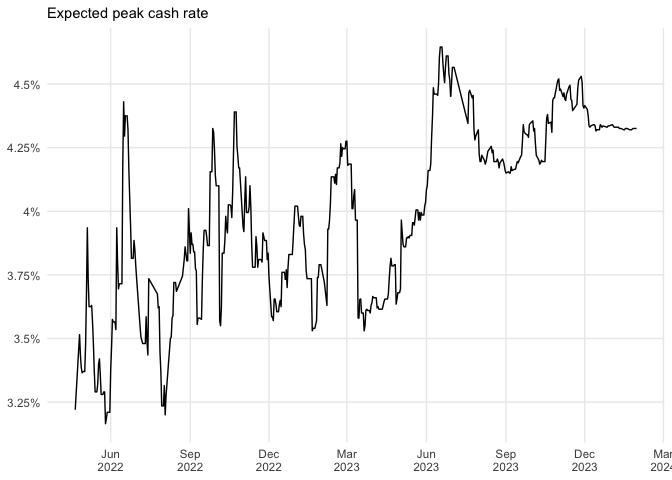 Expected peak cash rate
4.5%
4.25%
4%
3.75%
3.5%
3.25%
Jun Sep Dec Mar Jun Sep Dec Mar
2022 2022 2022 2023 2023 2023 2023 2024